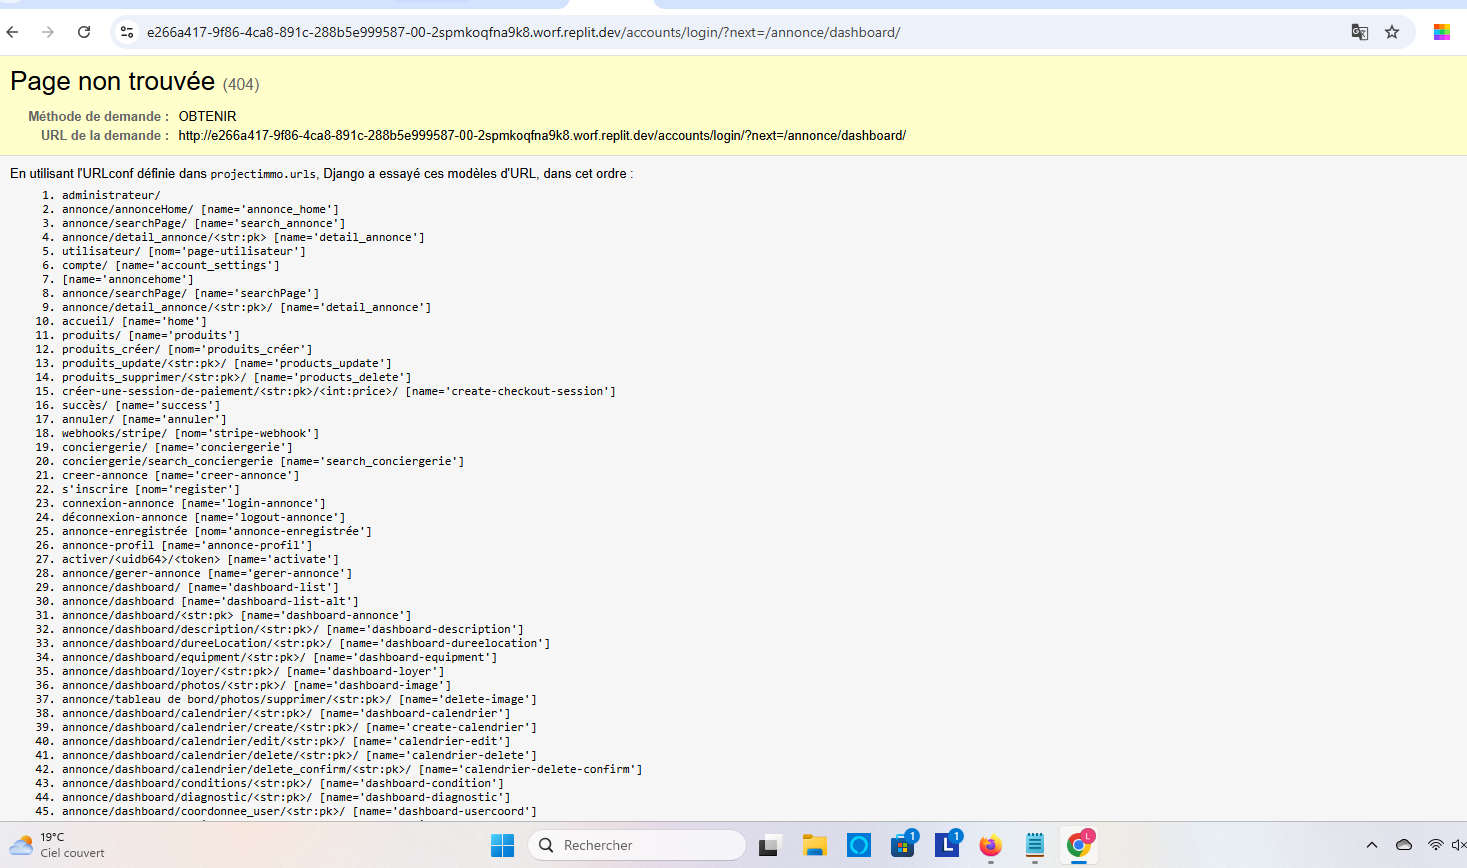 e266a417-9f86-4ca8-891c-288b5e999587-00-2spmkoqfna9k8.worf.replit.dev/accounts/login/?next=/annonce/dashboard/
Page non trouvée (404)
Méthode de demande : OBTENIR
URL de la demande : http://e266a417-9f86-4ca8-891c-288b5e999587-00-2spmkoqfna9k8.worf.replit.dev/accounts/login/?next=/annonce/dashboard/
En utilisant l'URLconf définie dans projectimmo.urls, Django a essayé ces modèles d'URL, dans cet ordre :
1. administrateur/
2. annonce/annonceHome/ [name='annonce_home']
3. annonce/searchPage/ [name='search_annonce']
4. annonce/detail_annonce/<str:pk> [name='detail_annonce']
5. utilisateur/ [nom='page-utilisateur']
6. compte/ [name='account_settings']
7. [name='annoncehome']
8. annonce/searchPage/ [name='searchPage']
9. annonce/detail_annonce/<str:pk>/ [name='detail_annonce']
10. accueil/ [name='home']
11. produits/ [name='produits']
12. produits_créer/ [nom='produits_créer']
13. produits_update/<str:pk>/ [name='products_update']
14. produits_supprimer/<str:pk>/ [name='products_delete']
15. créer-une-session-de-paiement/<str:pk>/<int:price>/ [name='create-checkout-session']
16. succès/ [name='success']
17. annuler/ [name='annuler']
18. webhooks/stripe/ [nom='stripe-webhook']
19. conciergerie/ [name='conciergerie']
20. conciergerie/search_conciergerie [name='search_conciergerie']
21. creer-annonce [name='creer-annonce']
22. s'inscrire [nom='register']
23. connexion-annonce [name='login-annonce']
24. déconnexion-annonce [name='logout-annonce']
25. annonce-enregistrée [nom='annonce-enregistrée']
26. annonce-profil [name='annonce-profil']
27. activer/<uidb64>/<token> [name='activate']
28. annonce/gerer-annonce [name='gerer-annonce']
29. annonce/dashboard/ [name='dashboard-list']
30. annonce/dashboard [name='dashboard-list-alt']
31. annonce/dashboard/<str:pk> [name='dashboard-annonce']
32. annonce/dashboard/description/<str:pk>/ [name='dashboard-description']
33. annonce/dashboard/dureeLocation/<str:pk>/ [name='dashboard-dureelocation']
34. annonce/dashboard/equipment/<str:pk>/ [name='dashboard-equipment']
35. annonce/dashboard/loyer/<str:pk>/ [name='dashboard-loyer']
36. annonce/dashboard/photos/<str:pk>/ [name='dashboard-image']
37. annonce/tableau de bord/photos/supprimer/<str:pk>/ [name='delete-image']
38. annonce/dashboard/calendrier/<str:pk>/ [name='dashboard-calendrier']
39. annonce/dashboard/calendrier/create/<str:pk>/ [name='create-calendrier']
40. annonce/dashboard/calendrier/edit/<str:pk>/ [name='calendrier-edit']
41. annonce/dashboard/calendrier/delete/<str:pk>/ [name='calendrier-delete']
42. annonce/dashboard/calendrier/delete_confirm/<str:pk>/ [name='calendrier-delete-confirm']
43. annonce/dashboard/conditions/<str:pk>/ [name='dashboard-condition']
44. annonce/dashboard/diagnostic/<str:pk>/ [name='dashboard-diagnostic']
45. annonce/dashboard/coordonnee_user/<str:pk>/ [name='dashboard-usercoord']
19°C
Ciel couvert
Rechercher
1
L
1
L